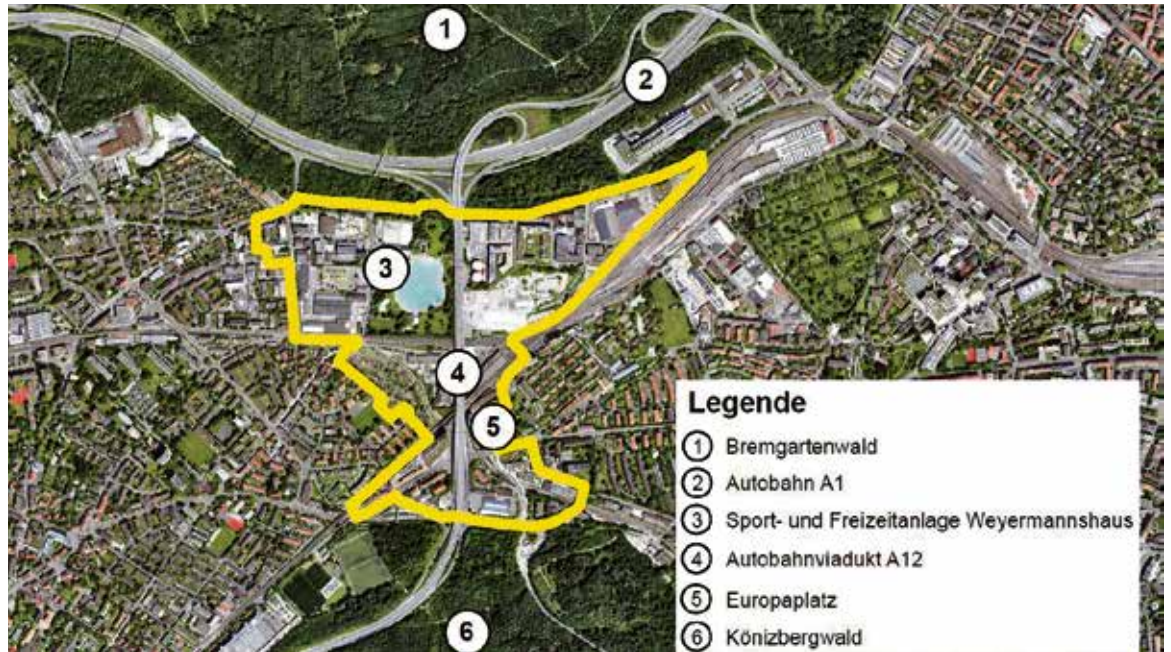 1
2
3
4
5
6
Legende
1 Bremgartenwald
2 Autobahn A1
3 Sport- und Freizeitanlage Weyermannshaus
4 Autobahnviadukt A12
5 Europaplatz
6 Könizbergwald